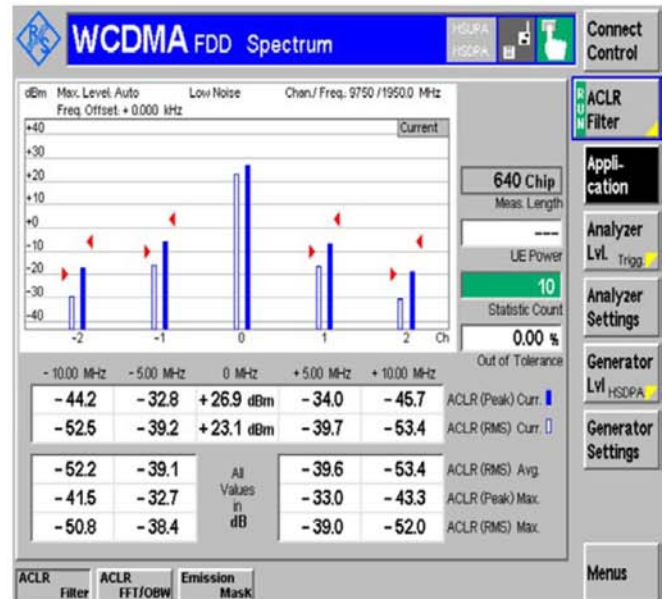 R&S
WCDMA FDD Spectrum
HSUPA
HSDPA
Connect Control
dBm Max. Level: Auto Low Noise Chan./ Freq.: 9750 /1950.0 MHz
Freq. Offset: + 0.000 kHz
Current
+40
+30
+20
+10
+0
-10
-20
-30
-40
-2 -1 0 1 2 Ch
640 Chip
Meas. Length
---
UE Power
10
Statistic Count
0.00 %
Out of Tolerance
- 10.00 MHz - 5.00 MHz 0 MHz + 5.00 MHz + 10.00 MHz
- 44.2 - 32.8 + 26.9 dBm - 34.0 - 45.7 ACLR (Peak) Curr.
- 52.5 - 39.2 + 23.1 dBm - 39.7 - 53.4 ACLR (RMS) Curr.
- 52.2 - 39.1 - 39.6 - 53.4 ACLR (RMS) Avg.
- 41.5 - 32.7 - 33.0 - 43.3 ACLR (Peak) Max.
- 50.8 - 38.4 - 39.0 - 52.0 ACLR (RMS) Max.
All
Values
in
dB
RUN
ACLR
Filter
Appli-
cation
Analyzer
Lvl. Trigg.
Analyzer
Settings
Generator
Lvl HSDPA
Generator
Settings
Menus
ACLR
Filter
ACLR
FFT/OBW
Emission
Mask